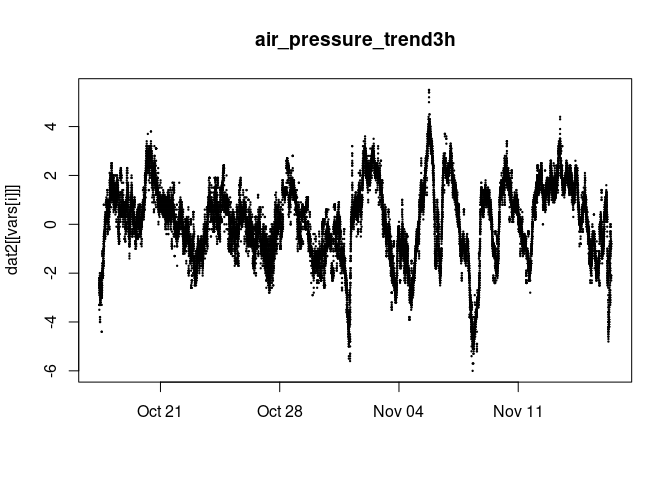 air_pressure_trend3h
dat2[[vars[i]]]
4
2
0
-2
-4
-6
Oct 21
Oct 28
Nov 04
Nov 11